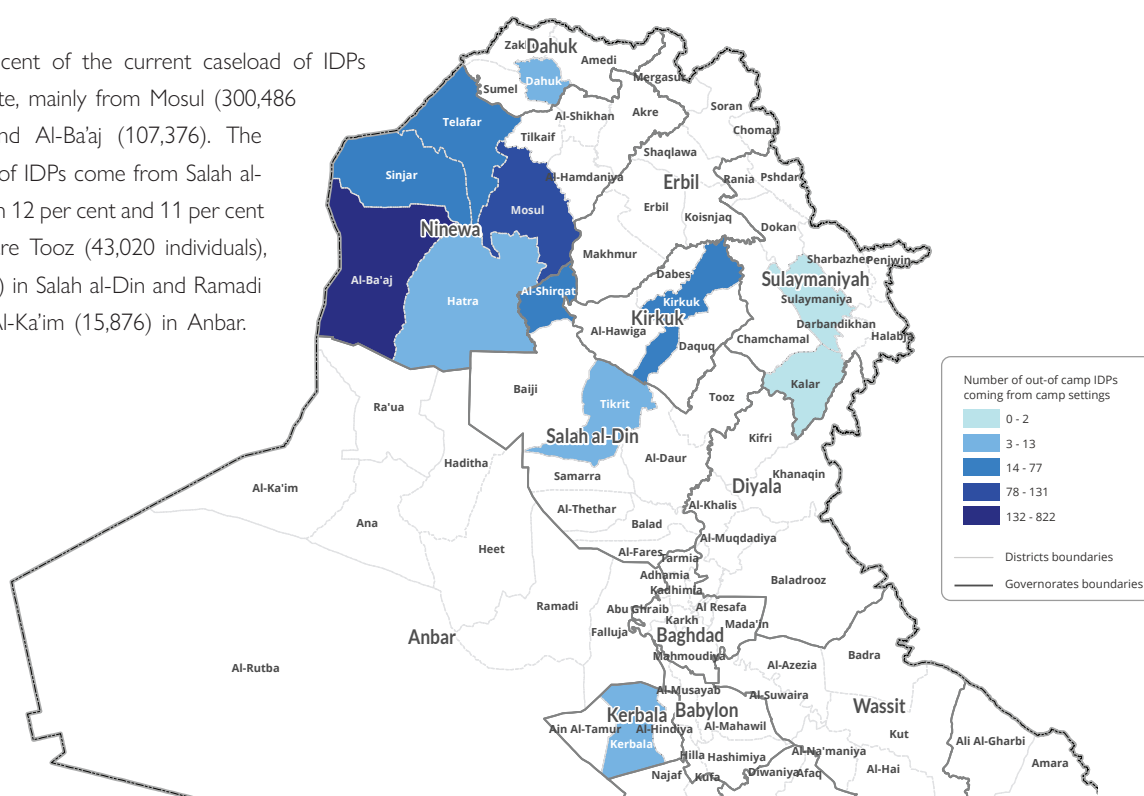 cent of the current caseload of IDPs
te, mainly from Mosul (300,486
nd Al-Ba'aj (107,376). The
of IDPs come from Salah al-
h 12 per cent and 11 per cent
re Tooz (43,020 individuals),
) in Salah al-Din and Ramadi
Al-Ka'im (15,876) in Anbar.
Dahuk
Amedi
Dahuk
Sumel
Mergasur
Soran
Telafar
Al-Shikhan
Akre
Choman
Tilkaif
Shaqlawa
Sinjar
Al-Hamdaniya
Erbil
Rania
Pshdar
Mosul
Erbil
Koisnjaq
Ninewa
Dokan
Makhmur
Sharbazher
Penjwin
Al-Ba'aj
Dabes
Sulaymaniyah
Hatra
Al-Shirqat
Kirkuk
Sulaymaniya
Kirkuk
Al-Hawiga
Darbandikhan
Daquq
Chamchamal
Halabja
Baiji
Kalar
Tooz
Ra'ua
Tikrit
Salah al-Din
Kifri
Haditha
Al-Daur
Khanaqin
Samarra
Diyala
Al-Ka'im
Al-Thethar
Al-Khalis
Ana
Balad
Al-Muqdadiya
Heet
Al-Fares
Tarmia
Adhamia
Baladrooz
Kadhimla
Ramadi
Abu Ghraib
Al Resafa
Karkh
Mada'in
Falluja
Baghdad
Anbar
Mahmoudiya
Badra
Al-Rutba
Al-Azezia
Al-Musayab
Al-Suwaira
Kerbala
Babylon
Wassit
Ain Al-Tamur
Al-Hindiya
Al-Mahawil
Kut
Kerbala
Ali Al-Gharbi
Hilla
Hashimiya
Al-Na'maniya
Amara
Najaf
Kufa
Diwaniya
Afaq
Al-Hai
Number of out-of camp IDPs
coming from camp settings
0 - 2
3 - 13
14 - 77
78 - 131
132 - 822
Districts boundaries
Governorates boundaries